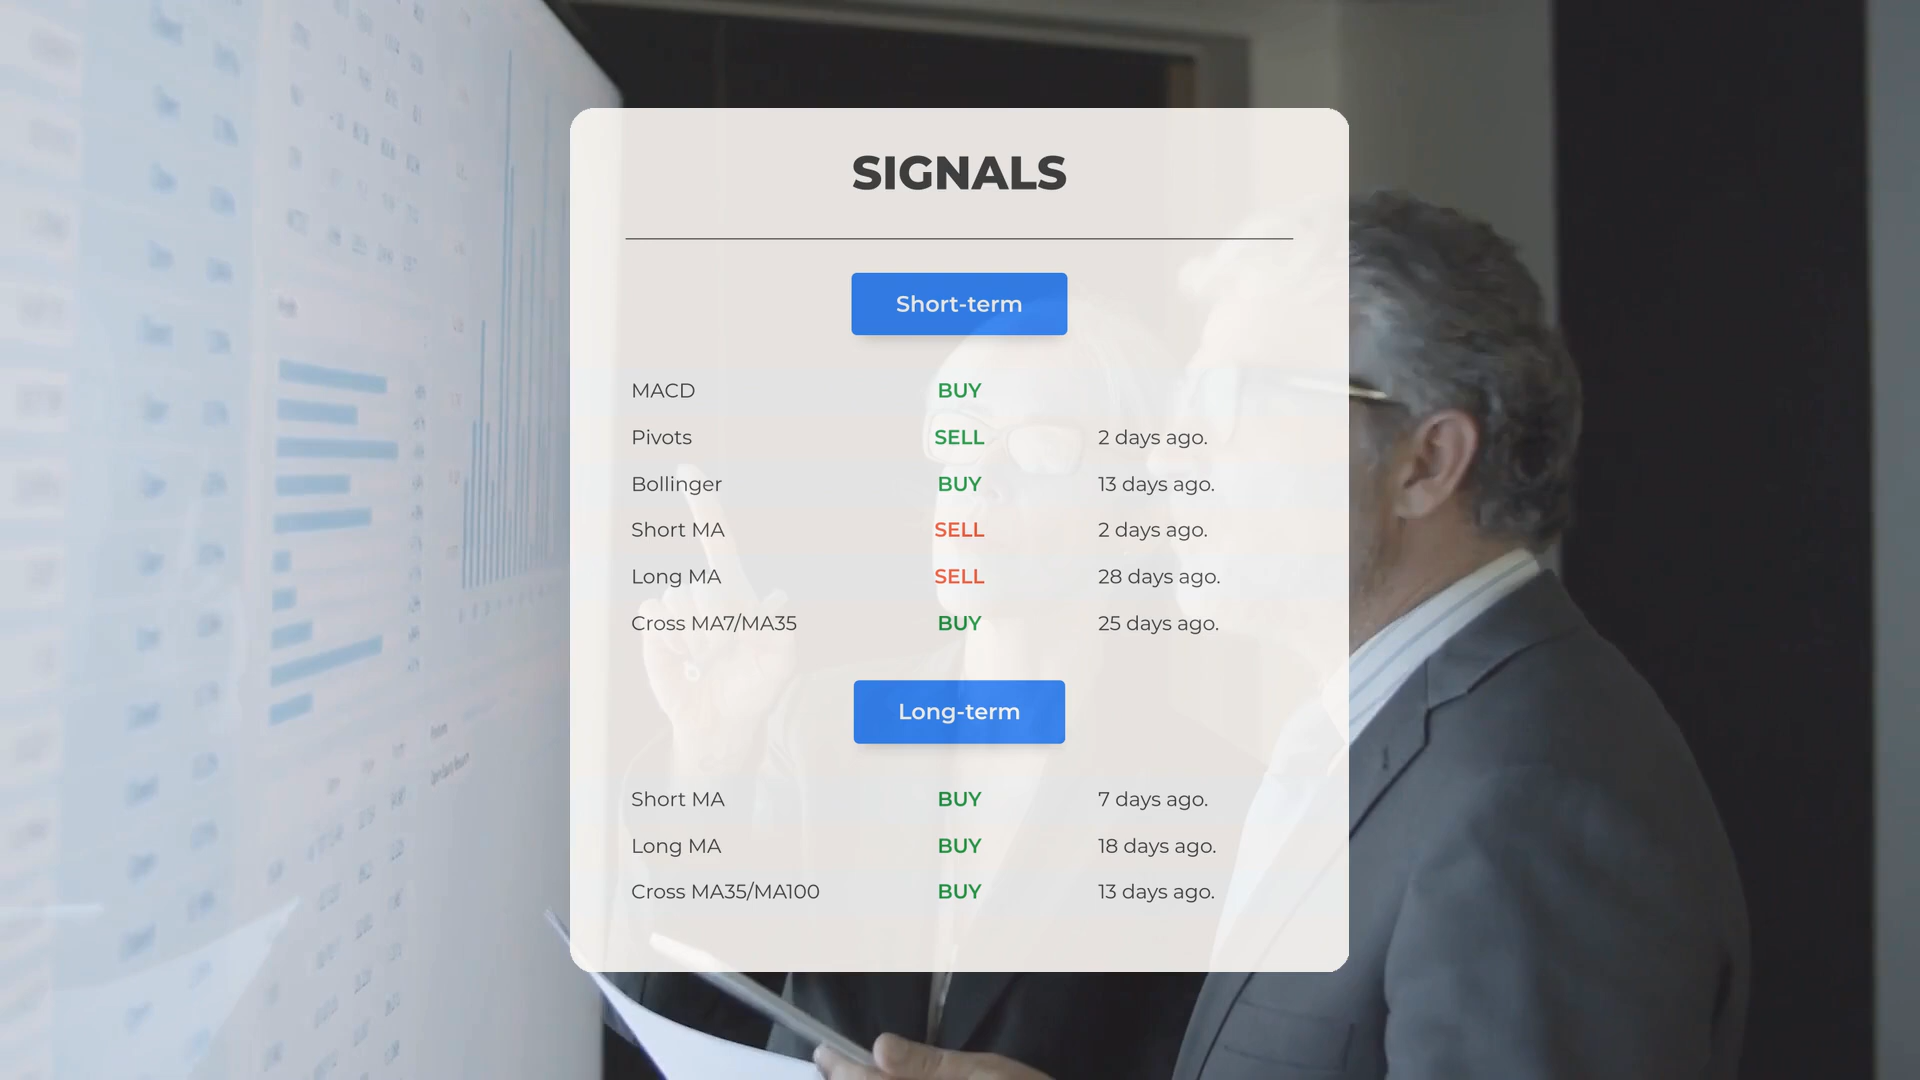 SIGNALS
Short-term
MACD BUY
Pivots SELL 2 days ago.
Bollinger BUY 13 days ago.
Short MA SELL 2 days ago.
Long MA SELL 28 days ago.
Cross MA7/MA35 BUY 25 days ago.
Long-term
Short MA BUY 7 days ago.
Long MA BUY 18 days ago.
Cross MA35/MA100 BUY 13 days ago.